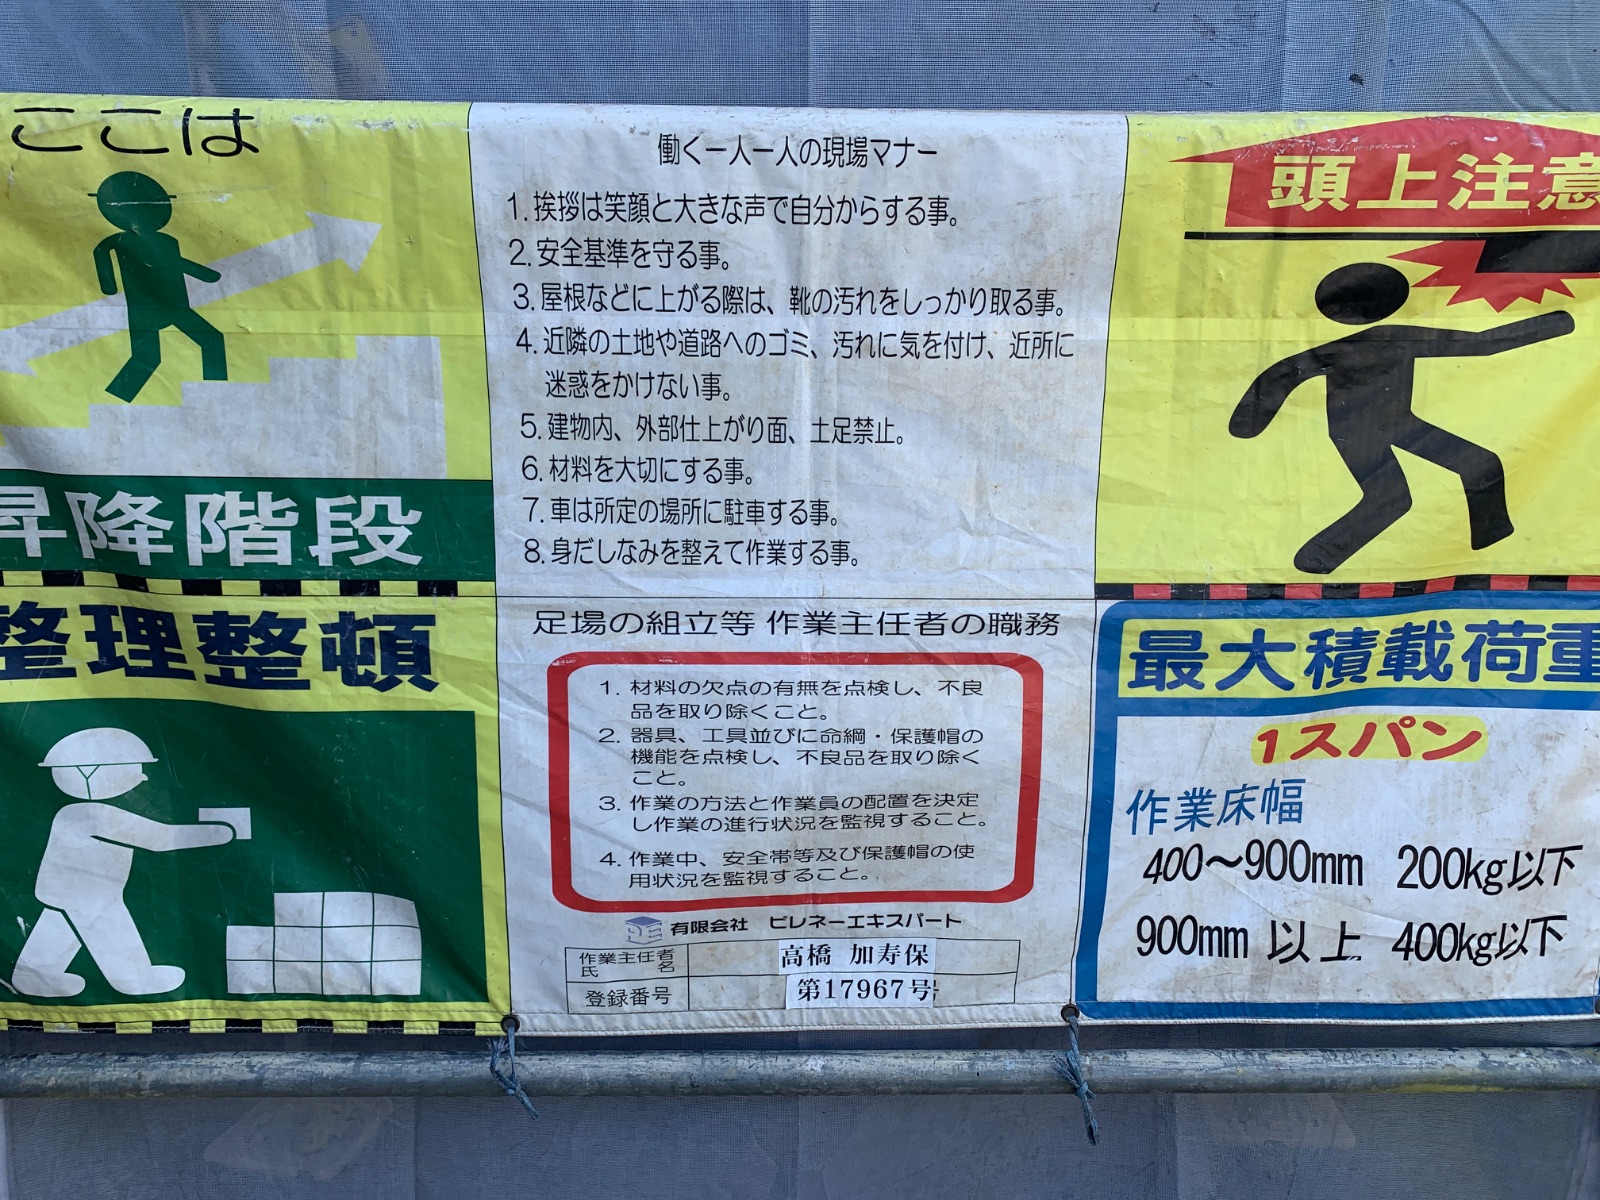 ここは
昇降階段
整理整頓
働く一人一人の現場マナー
1. 挨拶は笑顔と大きな声で自分からする事。
2. 安全基準を守る事。
3. 屋根などに上がる際は、靴の汚れをしっかり取る事。
4. 近隣の土地や道路へのゴミ、汚れに気を付け、近所に
迷惑をかけない事。
5. 建物内、外部仕上がり面、土足禁止。
6. 材料を大切にする事。
7. 車は所定の場所に駐車する事。
8. 身だしなみを整えて作業する事。
足場の組立等 作業主任者の職務
1. 材料の欠点の有無を点検し、不良
品を取り除くこと。
2. 器具、工具並びに命綱・保護帽の
機能を点検し、不良品を取り除く
こと。
3. 作業の方法と作業員の配置を決定
し作業の進行状況を監視すること。
4. 作業中、安全帯等及び保護帽の使
用状況を監視すること。
有限会社 ピレネーエキスパート
作業主任者
氏名
高橋 加寿保
登録番号
第17967号
頭上注意
最大積載荷重
1スパン
作業床幅
400～900mm 200kg以下
900mm 以上 400kg以下